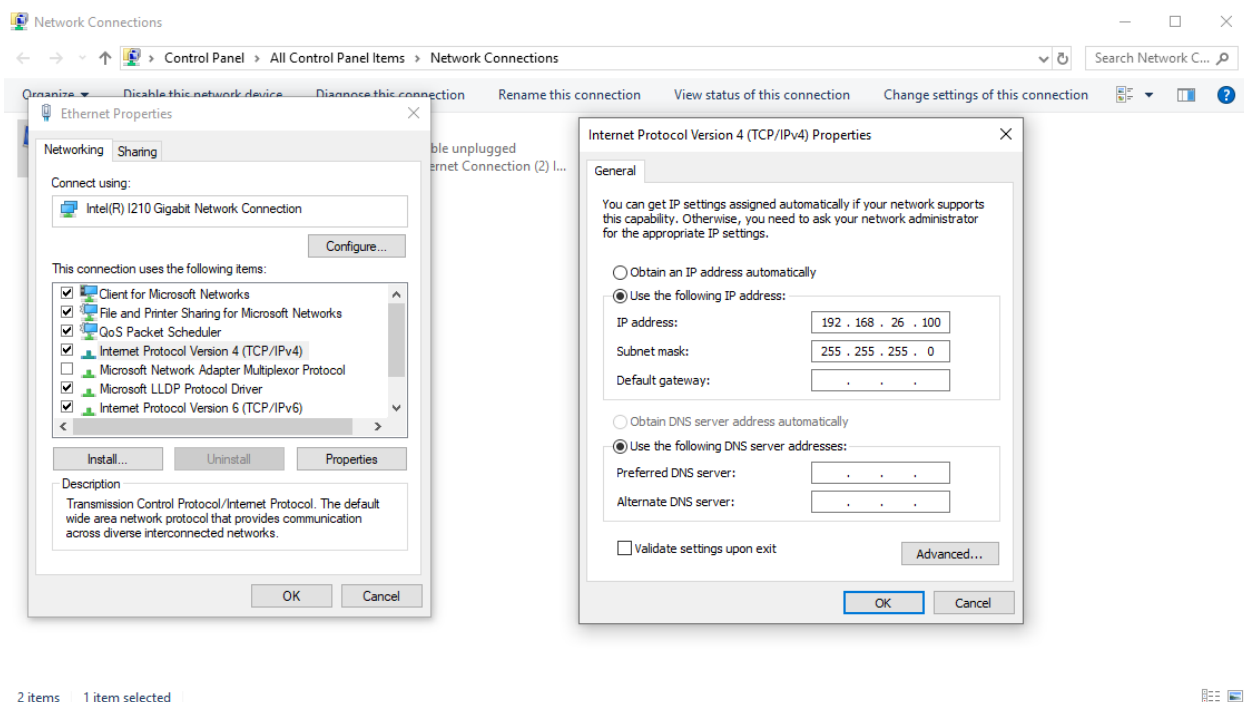 Network Connections
Control Panel > All Control Panel Items > Network Connections
Search Network C...
Organize Disable this network device Diagnose this connection Rename this connection View status of this connection Change settings of this connection
?
ble unplugged
ernet Connection (2) I...
Ethernet Properties
Networking Sharing
Connect using:
Intel(R) I210 Gigabit Network Connection
Configure...
This connection uses the following items:
Client for Microsoft Networks
File and Printer Sharing for Microsoft Networks
QoS Packet Scheduler
Internet Protocol Version 4 (TCP/IPv4)
Microsoft Network Adapter Multiplexor Protocol
Microsoft LLDP Protocol Driver
Internet Protocol Version 6 (TCP/IPv6)
Install... Uninstall Properties
Description
Transmission Control Protocol/Internet Protocol. The default
wide area network protocol that provides communication
across diverse interconnected networks.
OK Cancel
Internet Protocol Version 4 (TCP/IPv4) Properties
General
You can get IP settings assigned automatically if your network supports
this capability. Otherwise, you need to ask your network administrator
for the appropriate IP settings.
Obtain an IP address automatically
Use the following IP address:
IP address: 192 . 168 . 26 . 100
Subnet mask: 255 . 255 . 255 . 0
Default gateway: . . .
Obtain DNS server address automatically
Use the following DNS server addresses:
Preferred DNS server: . . .
Alternate DNS server: . . .
Validate settings upon exit
Advanced...
OK Cancel
2 items 1 item selected